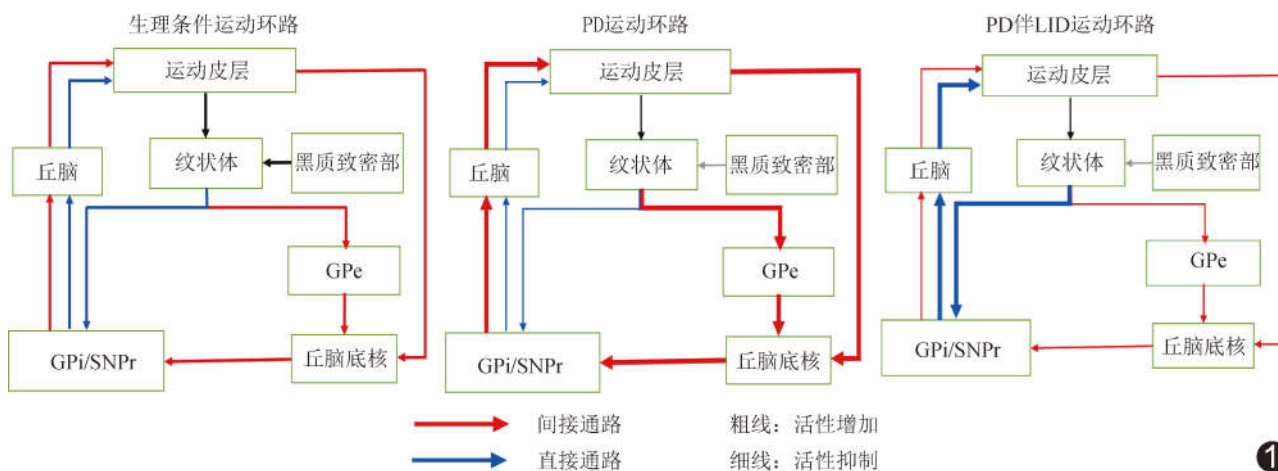 生理条件运动环路
运动皮层
丘脑
纹状体
黑质致密部
GPe
GPi/SNPr
丘脑底核
PD运动环路
运动皮层
丘脑
纹状体
黑质致密部
GPe
GPi/SNPr
丘脑底核
PD伴LID运动环路
运动皮层
丘脑
纹状体
黑质致密部
GPe
GPi/SNPr
丘脑底核
间接通路
粗线：活性增加
直接通路
细线：活性抑制
1